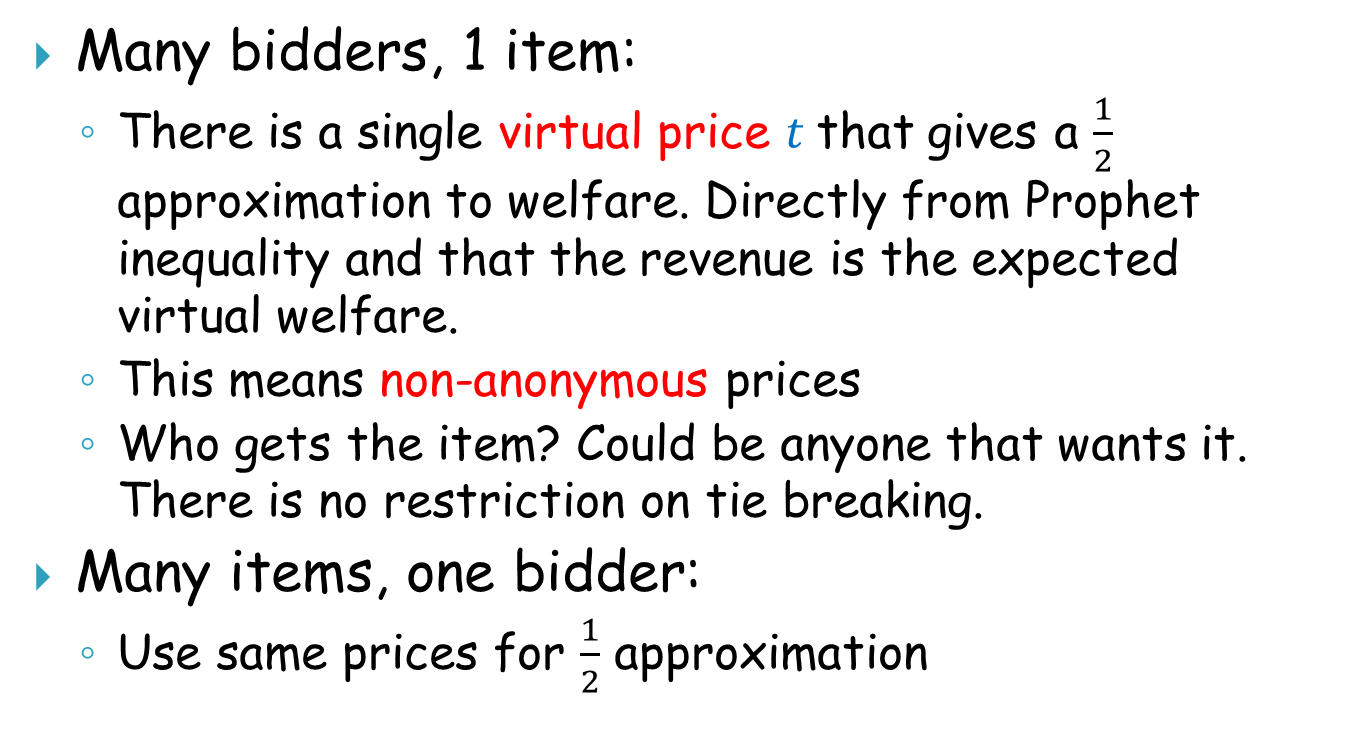 Many bidders, 1 item:
There is a single virtual price t that gives a 1/2
approximation to welfare. Directly from Prophet
inequality and that the revenue is the expected
virtual welfare.
This means non-anonymous prices
Who gets the item? Could be anyone that wants it.
There is no restriction on tie breaking.
Many items, one bidder:
Use same prices for 1/2 approximation